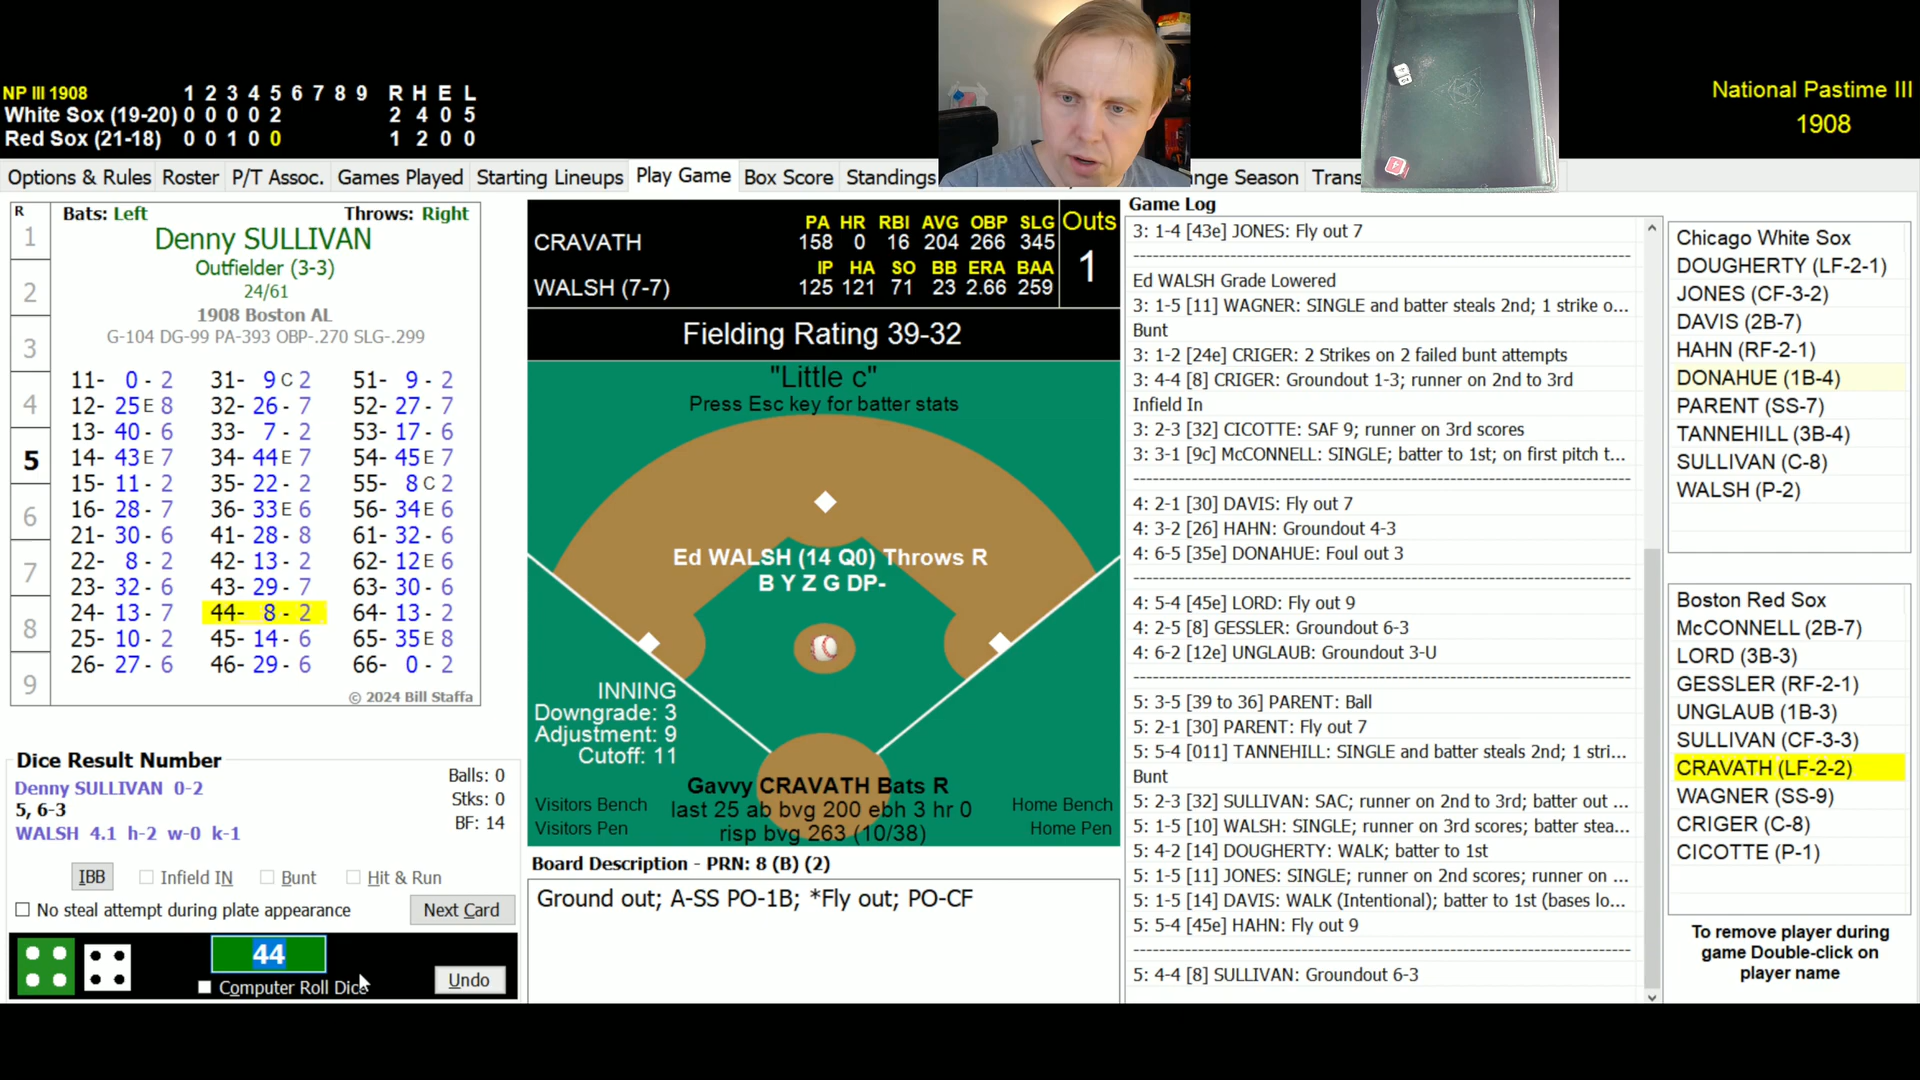 NP III 1908 1 2 3 4 5 6 7 8 9 R H E L
White Sox (19-20) 0 0 0 0 2 2 4 0 5
Red Sox (21-18) 0 0 1 0 0 1 2 0 0
National Pastime III
1908
Options & Rules Roster P/T Assoc. Games Played Starting Lineups Play Game Box Score Standings nge Season Trans
R
1
2
3
4
5
6
7
8
9
Bats: Left Throws: Right
Denny SULLIVAN
Outfielder (3-3)
24/61
1908 Boston AL
G-104 DG-99 PA-393 OBP-.270 SLG-.299
11- 0 - 2 31- 9 C 2 51- 9 - 2
12- 25 E 8 32- 26 - 7 52- 27 - 7
13- 40 - 6 33- 7 - 2 53- 17 - 6
14- 43 E 7 34- 44 E 7 54- 45 E 7
15- 11 - 2 35- 22 - 2 55- 8 C 2
16- 28 - 7 36- 33 E 6 56- 34 E 6
21- 30 - 6 41- 28 - 8 61- 32 - 6
22- 8 - 2 42- 13 - 2 62- 12 E 6
23- 32 - 6 43- 29 - 7 63- 30 - 6
24- 13 - 7 44- 8 - 2 64- 13 - 2
25- 10 - 2 45- 14 - 6 65- 35 E 8
26- 27 - 6 46- 29 - 6 66- 0 - 2
© 2024 Bill Staffa
Dice Result Number
Denny SULLIVAN 0-2
5, 6-3
WALSH 4.1 h-2 w-0 k-1
Balls: 0
Stks: 0
BF: 14
IBB Infield IN Bunt Hit & Run
No steal attempt during plate appearance Next Card
44
Computer Roll Dice Undo
PA HR RBI AVG OBP SLG
CRAVATH 158 0 16 204 266 345
IP HA SO BB ERA BAA
WALSH (7-7) 125 121 71 23 2.66 259
Outs
1
Fielding Rating 39-32
"Little c"
Press Esc key for batter stats
Ed WALSH (14 Q0) Throws R
B Y Z G DP-
INNING
Downgrade: 3
Adjustment: 9
Cutoff: 11
Gavvy CRAVATH Bats R
last 25 ab bvg 200 ebh 3 hr 0
risp bvg 263 (10/38)
Visitors Bench
Visitors Pen
Home Bench
Home Pen
Board Description - PRN: 8 (B) (2)
Ground out; A-SS PO-1B; *Fly out; PO-CF
Game Log
3: 1-4 [43e] JONES: Fly out 7
Ed WALSH Grade Lowered
3: 1-5 [11] WAGNER: SINGLE and batter steals 2nd; 1 strike o...
Bunt
3: 1-2 [24e] CRIGER: 2 Strikes on 2 failed bunt attempts
3: 4-4 [8] CRIGER: Groundout 1-3; runner on 2nd to 3rd
Infield In
3: 2-3 [32] CICOTTE: SAF 9; runner on 3rd scores
3: 3-1 [9c] McCONNELL: SINGLE; batter to 1st; on first pitch t...
4: 2-1 [30] DAVIS: Fly out 7
4: 3-2 [26] HAHN: Groundout 4-3
4: 6-5 [35e] DONAHUE: Foul out 3
4: 5-4 [45e] LORD: Fly out 9
4: 2-5 [8] GESSLER: Groundout 6-3
4: 6-2 [12e] UNGLAUB: Groundout 3-U
5: 3-5 [39 to 36] PARENT: Ball
5: 2-1 [30] PARENT: Fly out 7
5: 5-4 [011] TANNEHILL: SINGLE and batter steals 2nd; 1 stri...
Bunt
5: 2-3 [32] SULLIVAN: SAC; runner on 2nd to 3rd; batter out ...
5: 1-5 [10] WALSH: SINGLE; runner on 3rd scores; batter stea...
5: 4-2 [14] DOUGHERTY: WALK; batter to 1st
5: 1-5 [11] JONES: SINGLE; runner on 2nd scores; runner on ...
5: 1-5 [14] DAVIS: WALK (Intentional); batter to 1st (bases lo...
5: 5-4 [45e] HAHN: Fly out 9
5: 4-4 [8] SULLIVAN: Groundout 6-3
Chicago White Sox
DOUGHERTY (LF-2-1)
JONES (CF-3-2)
DAVIS (2B-7)
HAHN (RF-2-1)
DONAHUE (1B-4)
PARENT (SS-7)
TANNEHILL (3B-4)
SULLIVAN (C-8)
WALSH (P-2)
Boston Red Sox
McCONNELL (2B-7)
LORD (3B-3)
GESSLER (RF-2-1)
UNGLAUB (1B-3)
SULLIVAN (CF-3-3)
CRAVATH (LF-2-2)
WAGNER (SS-9)
CRIGER (C-8)
CICOTTE (P-1)
To remove player during
game Double-click on
player name